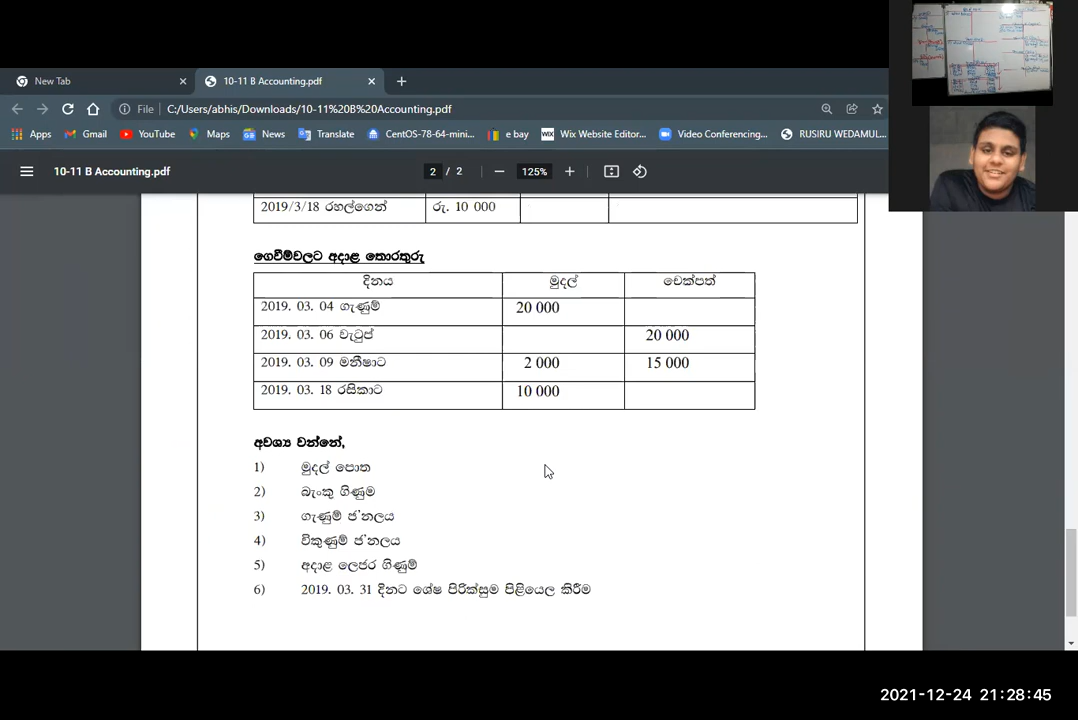 New Tab
10-11 B Accounting.pdf
File C:/Users/abhis/Downloads/10-11%20B%20Accounting.pdf
Apps Gmail YouTube Maps News Translate CentOS-78-64-mini... e bay Wix Website Editor... Video Conferencing... RUSIRU WEDAMUL...
10-11 B Accounting.pdf 2 / 2 125%
2019/3/18 රහල්ගෙන් රු. 10 000
ගෙවීම්වලට අදාළ තොරතුරු
දිනය මුදල් චෙක්පත්
2019. 03. 04 ගැණුම් 20 000
2019. 03. 06 වැටුප් 20 000
2019. 03. 09 මනීෂාට 2 000 15 000
2019. 03. 18 රසිකාට 10 000
අවශ්‍ය වන්නේ,
1) මුදල් පොත
2) බැංකු ගිණුම
3) ගැණුම් ජ'නලය
4) විකුණුම් ජ'නලය
5) අදාළ ලෙජර ගිණුම්
6) 2019. 03. 31 දිනට ශේෂ පිරික්සුම පිළියෙල කිරීම
2021-12-24 21:28:45